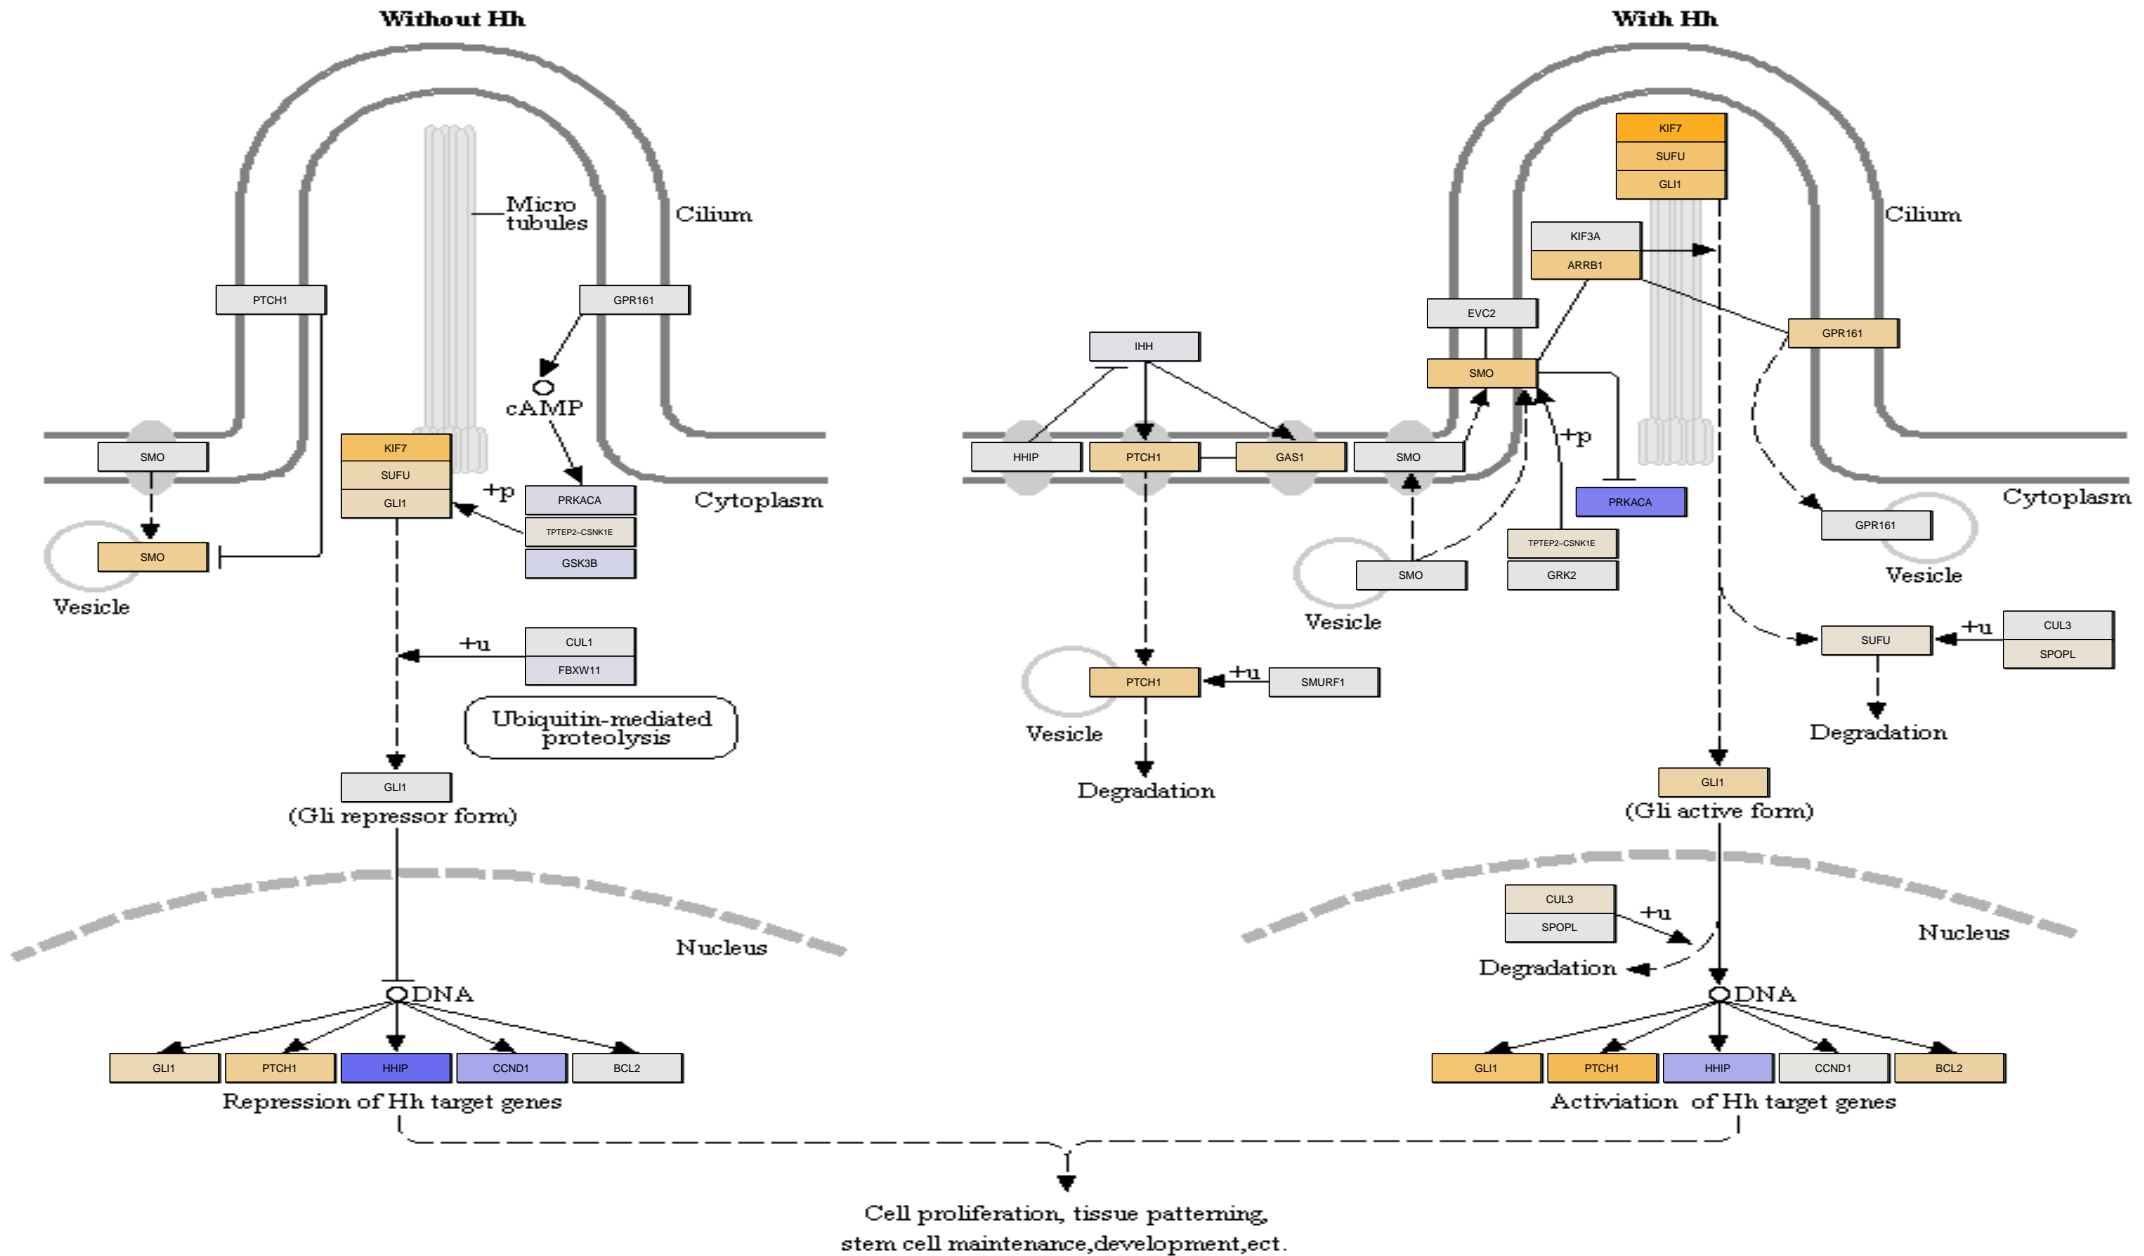 Without Hh
PTCH1
GPR161
Micro
tubules
Cilium
cAMP
SMO
KIF7
SUFU
GLI1
+p
PRKACA
TPTEP2-CSNK1E
GSK3B
Cytoplasm
SMO
Vesicle
+u
CUL1
FBXW11
Ubiquitin-mediated
proteolysis
GLI1
(Gli repressor form)
Nucleus
DNA
GLI1
PTCH1
HHIP
CCND1
BCL2
Repression of Hh target genes
With Hh
KIF7
SUFU
GLI1
Cilium
KIF3A
ARRB1
EVC2
GPR161
IHH
SMO
+p
HHIP
PTCH1
GAS1
SMO
PRKACA
Cytoplasm
GPR161
Vesicle
TPTEP2-CSNK1E
GRK2
SMO
Vesicle
SUFU
+u
CUL3
SPOPL
Degradation
PTCH1
+u
SMURF1
Vesicle
Degradation
GLI1
(Gli active form)
CUL3
SPOPL
+u
Nucleus
Degradation
DNA
GLI1
PTCH1
HHIP
CCND1
BCL2
Activiation of Hh target genes
Cell proliferation, tissue patterning,
stem cell maintenance,development,ect.